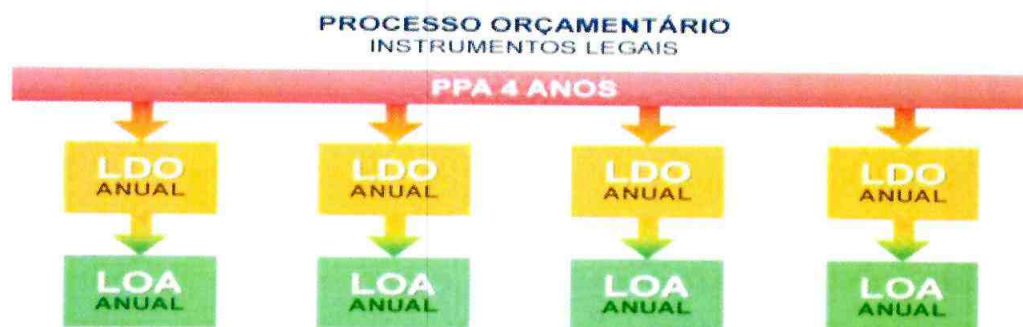 PROCESSO ORÇAMENTÁRIO
INSTRUMENTOS LEGAIS
PPA 4 ANOS
LDO
ANUAL
LDO
ANUAL
LDO
ANUAL
LDO
ANUAL
LOA
ANUAL
LOA
ANUAL
LOA
ANUAL
LOA
ANUAL